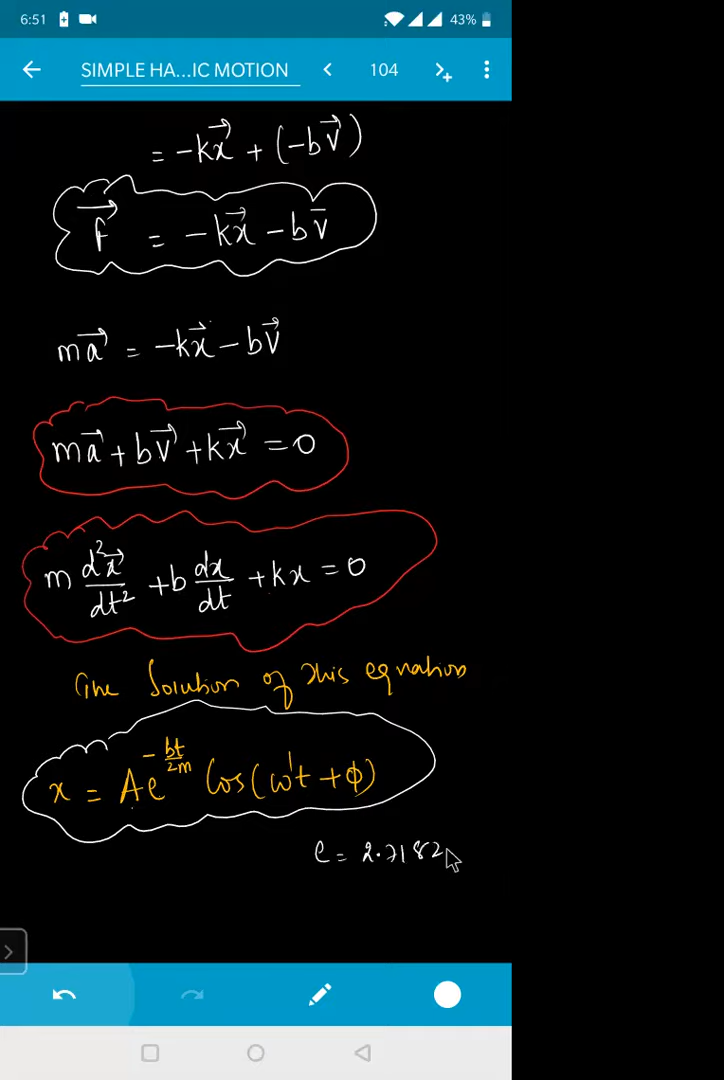 6:51 43%
SIMPLE HA...IC MOTION 104
= -kx⃗ + (-bv⃗)
F⃗ = -kx⃗ - bv̄
ma⃗ = -kx⃗ - bv⃗
ma⃗ + bv⃗ + kx⃗ = 0
m d²x⃗/dt² + b dx/dt + kx = 0
The Solution of this equation
x = Ae^(-bt/2m) Cos(ω't + φ)
e = 2.7182